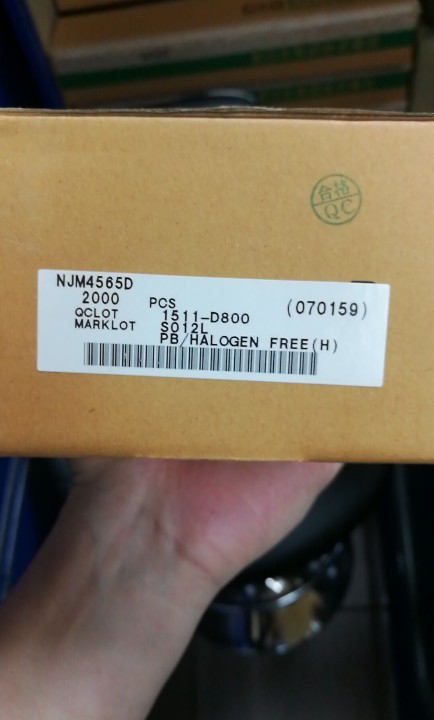 合格
QC
NJM4565D
2000 PCS
QCLOT 1511-D800 (070159)
MARKLOT S012L
PB/HALOGEN FREE(H)